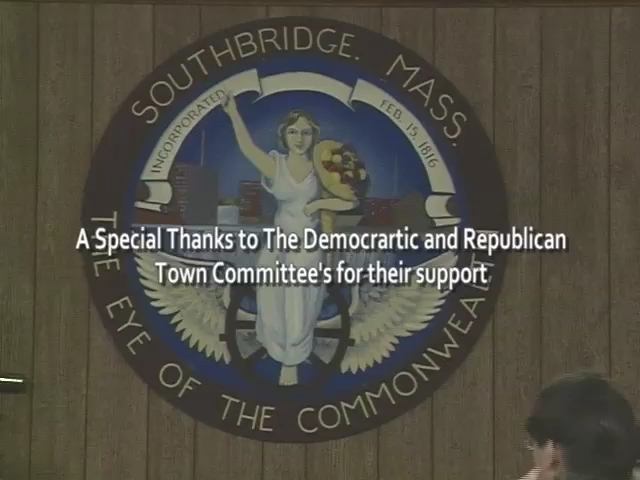 SOUTHBRIDGE. MASS.
INCORPORATED
FEB. 15, 1816
A Special Thanks to The Democrartic and Republican
Town Committee's for their support
THE EYE OF THE COMMONWEALTH